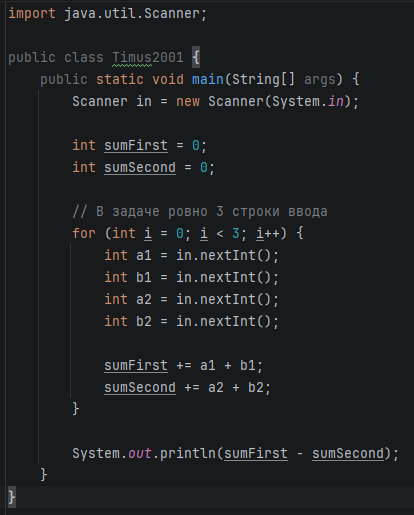 import java.util.Scanner;
public class Timus2001 {
public static void main(String[] args) {
Scanner in = new Scanner(System.in);
int sumFirst = 0;
int sumSecond = 0;
// В задаче ровно 3 строки ввода
for (int i = 0; i < 3; i++) {
int a1 = in.nextInt();
int b1 = in.nextInt();
int a2 = in.nextInt();
int b2 = in.nextInt();
sumFirst += a1 + b1;
sumSecond += a2 + b2;
}
System.out.println(sumFirst - sumSecond);
}
}